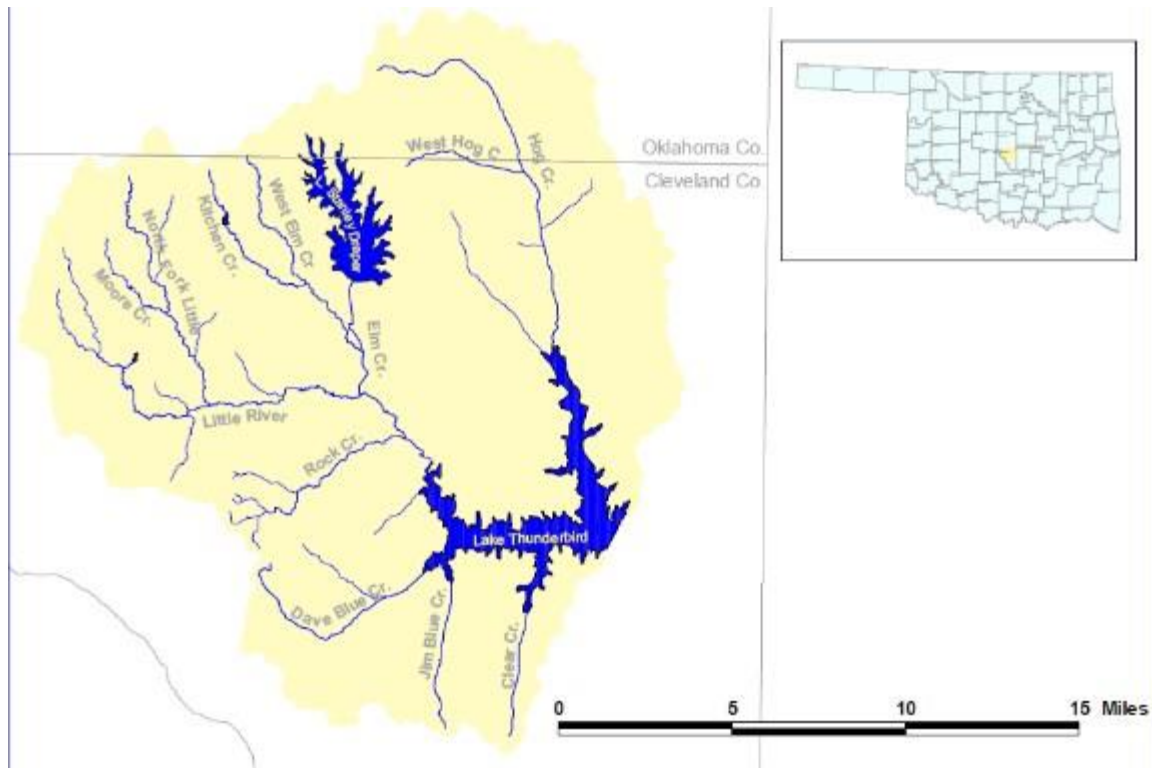 Oklahoma Co.
Cleveland Co
West Hog C
Hog Cr.
Stanley Draper
West Elm Cr
Kitchen Cr.
North Fork Little
Moore Cr.
Elm Cr.
Little River
Rock Cr.
Lake Thunderbird
Dave Blue Cr.
Jim Blue Cr.
Clear Cr.
0 5 10 15 Miles